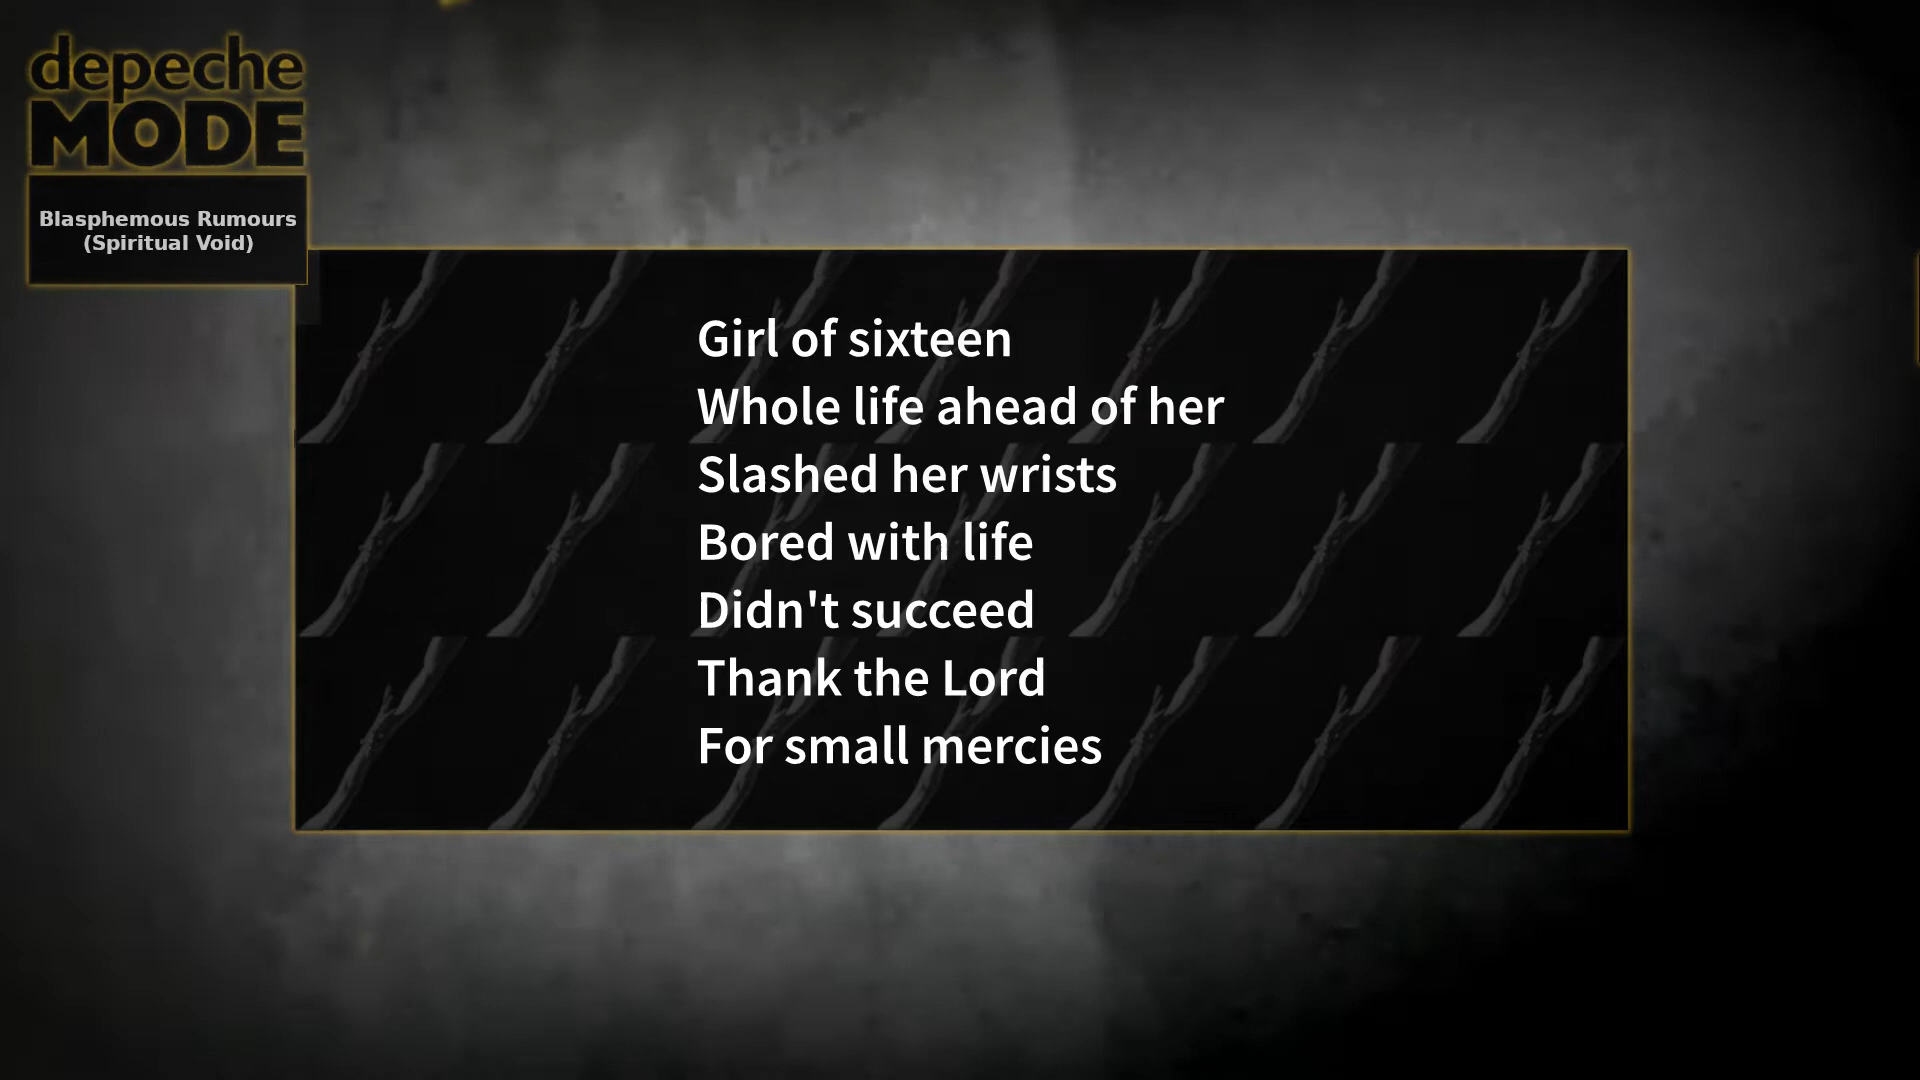 depeche
MODE
Blasphemous Rumours
(Spiritual Void)
Girl of sixteen
Whole life ahead of her
Slashed her wrists
Bored with life
Didn't succeed
Thank the Lord
For small mercies